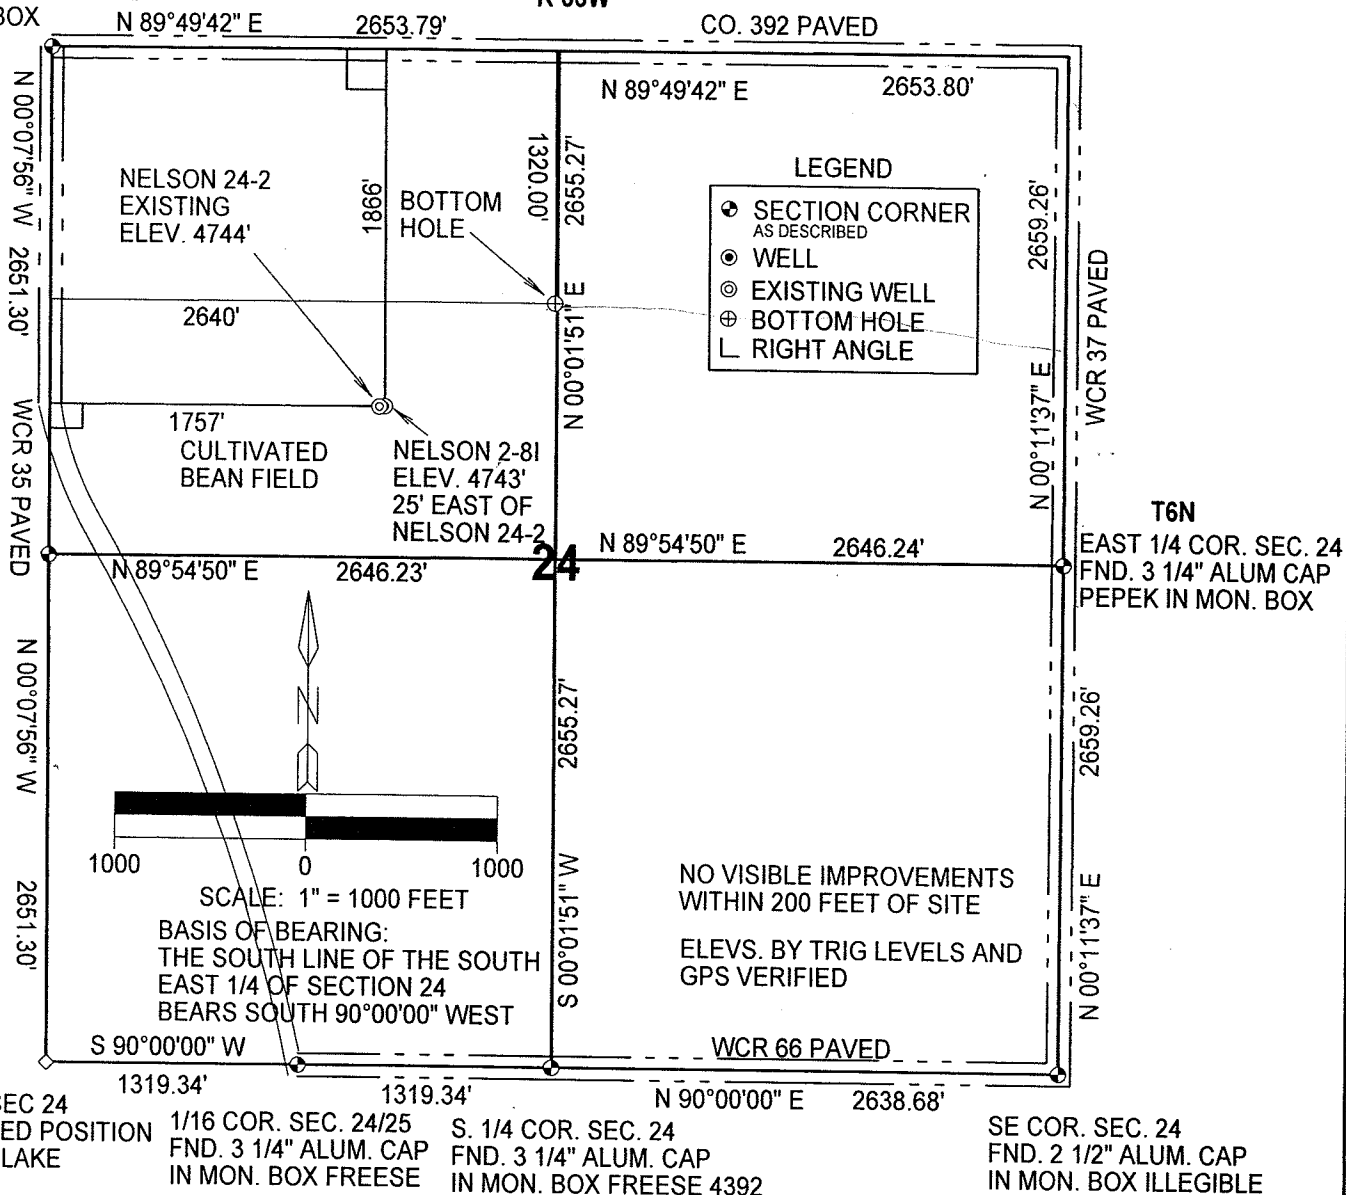 BOX
R 66W
N 89°49'42" E 2653.79' CO. 392 PAVED
N 89°49'42" E 2653.80'
N 00°07'56" W 2651.30'
WCR 35 PAVED
NELSON 24-2
EXISTING
ELEV. 4744'
1866'
BOTTOM
HOLE
1320.00'
2655.27'
N 00°01'51" E
LEGEND
SECTION CORNER
AS DESCRIBED
WELL
EXISTING WELL
BOTTOM HOLE
RIGHT ANGLE
2659.26'
N 00°11'37" E
WCR 37 PAVED
2640'
1757'
CULTIVATED
BEAN FIELD
NELSON 2-8I
ELEV. 4743'
25' EAST OF
NELSON 24-2
24
T6N
EAST 1/4 COR. SEC. 24
FND. 3 1/4" ALUM CAP
PEPEK IN MON. BOX
N 89°54'50" E 2646.23'
N 89°54'50" E 2646.24'
N 00°07'56" W
2651.30'
N
2655.27'
S 00°01'51" W
2659.26'
N 00°11'37" E
1000 0 1000
SCALE: 1" = 1000 FEET
BASIS OF BEARING:
THE SOUTH LINE OF THE SOUTH
EAST 1/4 OF SECTION 24
BEARS SOUTH 90°00'00" WEST
NO VISIBLE IMPROVEMENTS
WITHIN 200 FEET OF SITE
ELEVS. BY TRIG LEVELS AND
GPS VERIFIED
S 90°00'00" W
WCR 66 PAVED
1319.34' 1319.34' N 90°00'00" E 2638.68'
SEC 24
ED POSITION
LAKE
1/16 COR. SEC. 24/25
FND. 3 1/4" ALUM. CAP
IN MON. BOX FREESE
S. 1/4 COR. SEC. 24
FND. 3 1/4" ALUM. CAP
IN MON. BOX FREESE 4392
SE COR. SEC. 24
FND. 2 1/2" ALUM. CAP
IN MON. BOX ILLEGIBLE